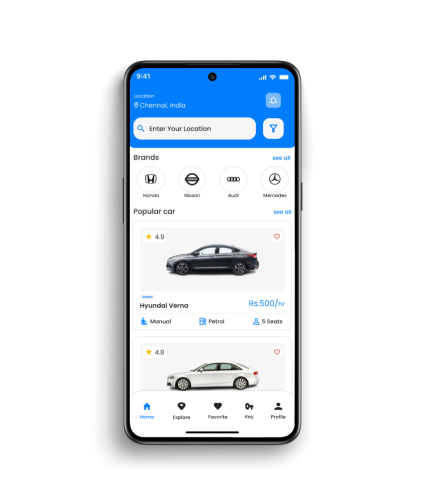 9:41
Location
Chennai, India
Enter Your Location
Brands
see all
Honda
Nissan
Audi
Mercedes
Popular car
see all
4.9
Hyundai Verna
Rs.500/hr
Manual
Petrol
5 Seats
4.8
Home
Explore
Favorite
Key
Profile